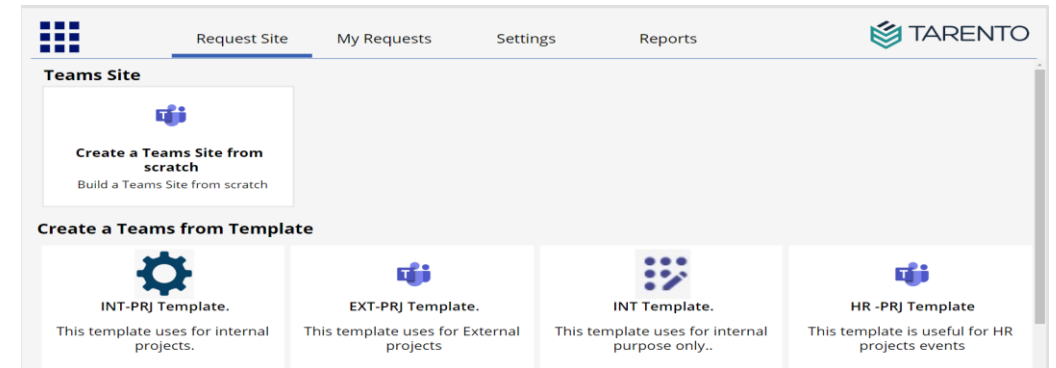 Request Site
My Requests
Settings
Reports
TARENTO
Teams Site
Create a Teams Site from
scratch
Build a Teams Site from scratch
Create a Teams from Template
INT-PRJ Template.
This template uses for internal
projects.
EXT-PRJ Template.
This template uses for External
projects
INT Template.
This template uses for internal
purpose only..
HR -PRJ Template
This template is useful for HR
projects events